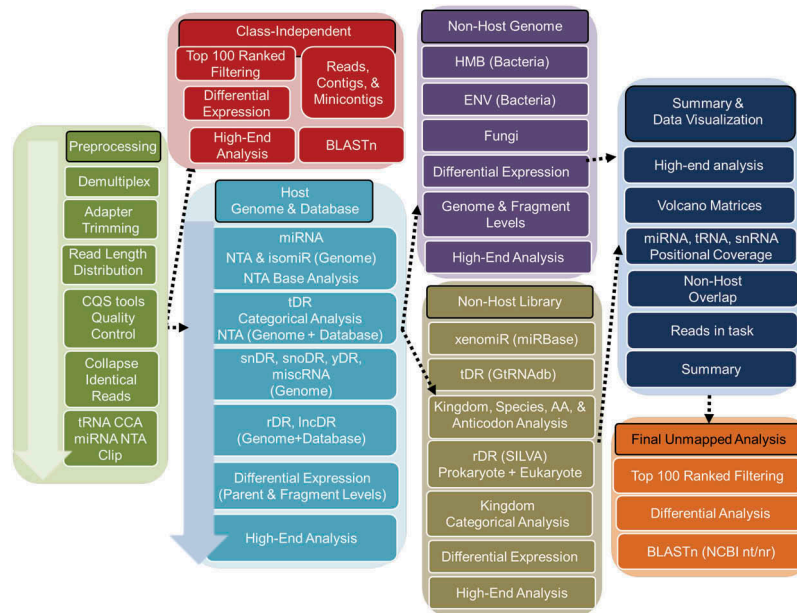 Preprocessing
Demultiplex
Adapter
Trimming
Read Length
Distribution
CQS tools
Quality
Control
Collapse
Identical
Reads
tRNA CCA
miRNA NTA
Clip
Class-Independent
Top 100 Ranked
Filtering
Differential
Expression
High-End
Analysis
Reads,
Contigs, &
Minicontigs
BLASTn
Host
Genome & Database
miRNA
NTA & isomiR (Genome)
NTA Base Analysis
tDR
Categorical Analysis
NTA (Genome + Database)
snDR, snoDR, yDR,
miscRNA
(Genome)
rDR, lncDR
(Genome+Database)
Differential Expression
(Parent & Fragment Levels)
High-End Analysis
Non-Host Genome
HMB (Bacteria)
ENV (Bacteria)
Fungi
Differential Expression
Genome & Fragment
Levels
High-End Analysis
Non-Host Library
xenomiR (miRBase)
tDR (GtRNAdb)
Kingdom, Species, AA, &
Anticodon Analysis
rDR (SILVA)
Prokaryote + Eukaryote
Kingdom
Categorical Analysis
Differential Expression
High-End Analysis
Summary &
Data Visualization
High-end analysis
Volcano Matrices
miRNA, tRNA, snRNA
Positional Coverage
Non-Host
Overlap
Reads in task
Summary
Final Unmapped Analysis
Top 100 Ranked Filtering
Differential Analysis
BLASTn (NCBI nt/nr)